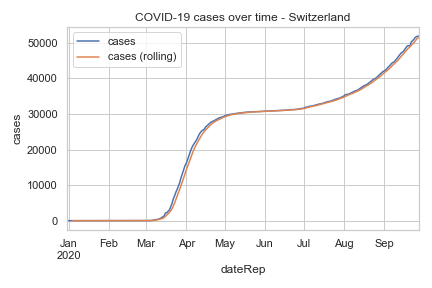 COVID-19 cases over time - Switzerland
cases
cases (rolling)
50000
40000
30000
20000
10000
0
cases
Jan Feb Mar Apr May Jun Jul Aug Sep
2020
dateRep